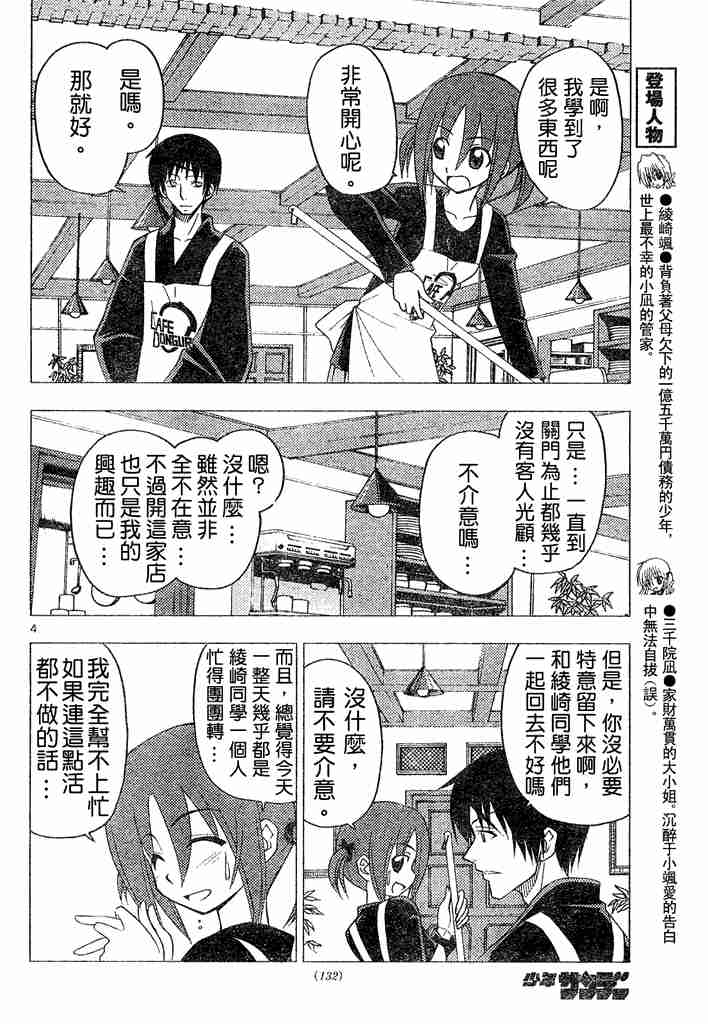 登場人物
●綾崎颯●背負著父母欠下的一億五千萬円債務的少年，
世上最不幸的小凪的管家。
●三千院凪●家財萬貫的大小姐。沉醉于小颯愛的告白
中無法自拔（誤）。
是啊，
我學到了
很多東西呢
非常開心呢。
是嗎。
那就好。
CAFE
DONGURI
只是…一直到
關門為止都幾乎
沒有客人光顧…
不介意嗎…
嗯？
沒什麼…
雖然並非
全不在意…
不過開這家店
也只是我的
興趣而已…
4
但是，你沒必要
特意留下來啊，
和綾崎同學他們
一起回去不好嗎
沒什麼，
請不要介意。
而且，總覺得今天
一整天幾乎都是
綾崎同學一個人
忙得團團轉…
我完全幫不上忙
如果連這點活
都不做的話…
(132)
少年